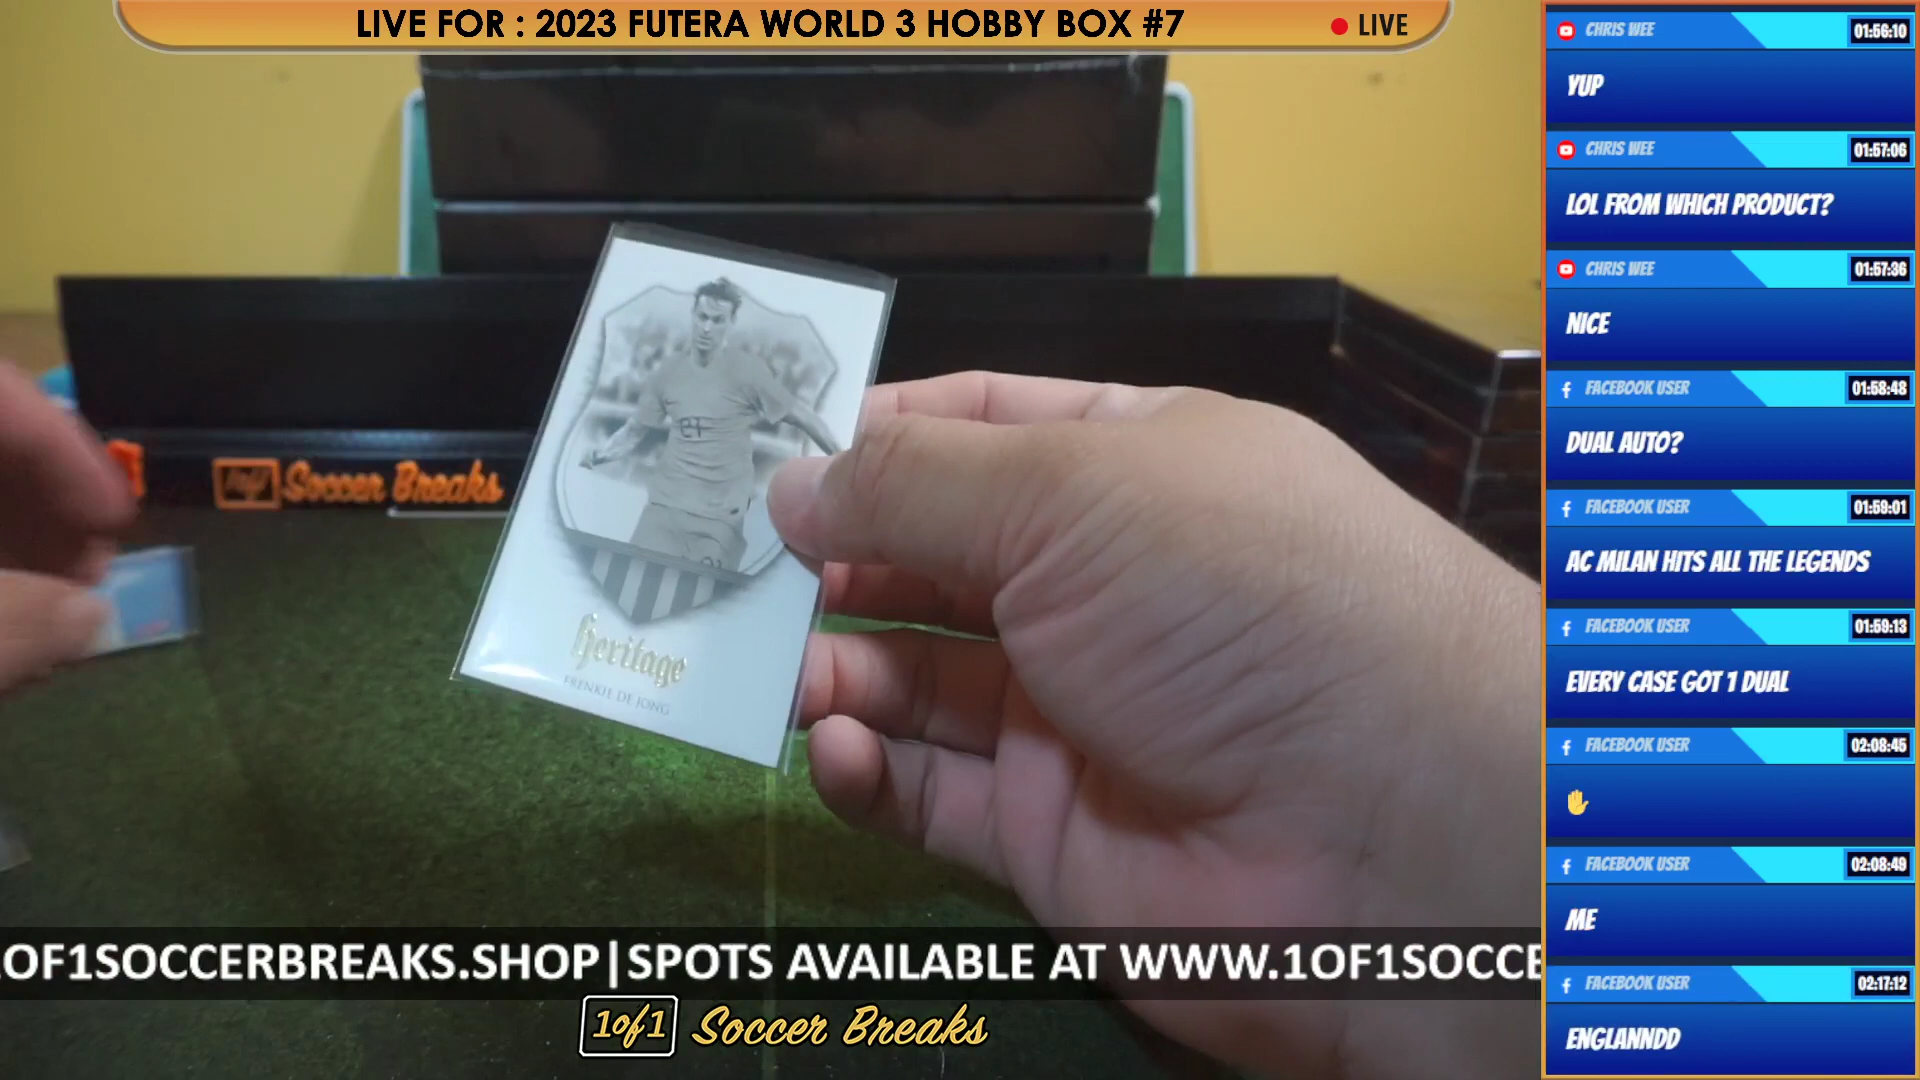 LIVE FOR : 2023 FUTERA WORLD 3 HOBBY BOX #7
LIVE
1of1 Soccer Breaks
Heritage
FRENKIE DE JONG
1OF1SOCCERBREAKS.SHOP|SPOTS AVAILABLE AT WWW.1OF1SOCCE
1of1 Soccer Breaks
CHRIS WEE 01:56:10
YUP
CHRIS WEE 01:57:06
LOL FROM WHICH PRODUCT?
CHRIS WEE 01:57:36
NICE
FACEBOOK USER 01:58:48
DUAL AUTO?
FACEBOOK USER 01:59:01
AC MILAN HITS ALL THE LEGENDS
FACEBOOK USER 01:59:13
EVERY CASE GOT 1 DUAL
FACEBOOK USER 02:08:45
FACEBOOK USER 02:08:49
ME
FACEBOOK USER 02:17:12
ENGLANNDD